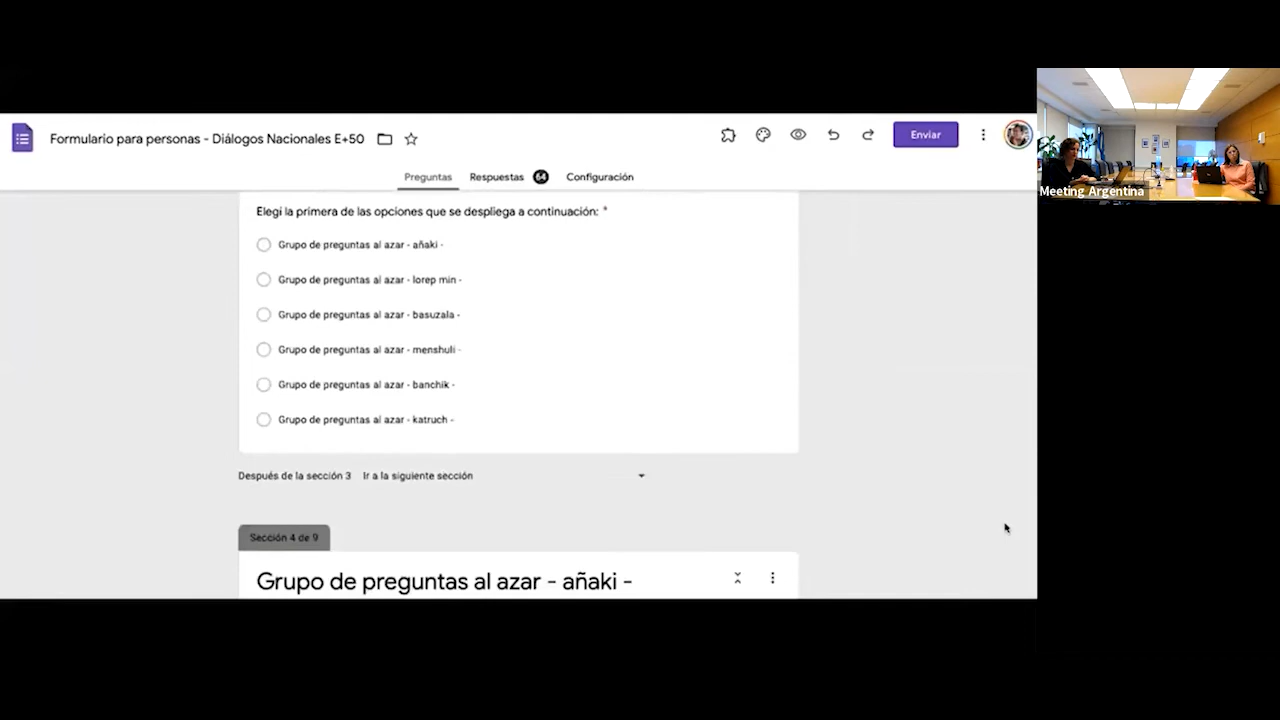 Formulario para personas - Diálogos Nacionales E+50
Enviar
Preguntas
Respuestas
64
Configuración
Elegí la primera de las opciones que se despliega a continuación: *
Grupo de preguntas al azar - añaki -
Grupo de preguntas al azar - lorep min -
Grupo de preguntas al azar - basuzala -
Grupo de preguntas al azar - menshuli -
Grupo de preguntas al azar - banchik -
Grupo de preguntas al azar - katruch -
Después de la sección 3 Ir a la siguiente sección
Sección 4 de 9
Grupo de preguntas al azar - añaki -
Meeting Argentina